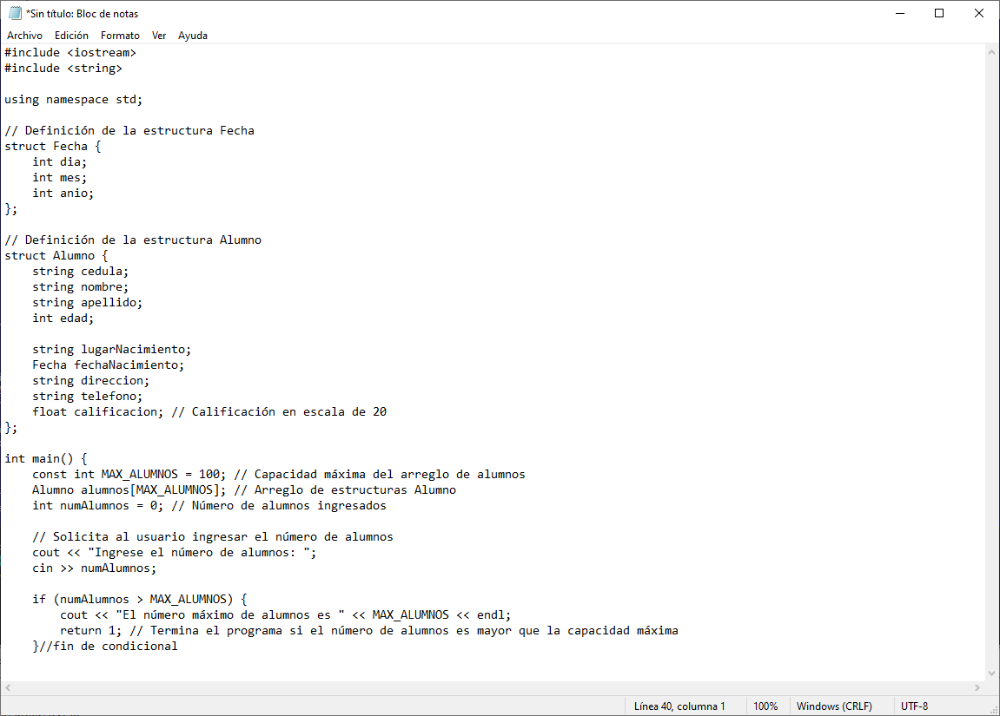 *Sin título: Bloc de notas
Archivo Edición Formato Ver Ayuda
#include <iostream>
#include <string>

using namespace std;

// Definición de la estructura Fecha
struct Fecha {
    int dia;
    int mes;
    int anio;
};

// Definición de la estructura Alumno
struct Alumno {
    string cedula;
    string nombre;
    string apellido;
    int edad;

    string lugarNacimiento;
    Fecha fechaNacimiento;
    string direccion;
    string telefono;
    float calificacion; // Calificación en escala de 20
};

int main() {
    const int MAX_ALUMNOS = 100; // Capacidad máxima del arreglo de alumnos
    Alumno alumnos[MAX_ALUMNOS]; // Arreglo de estructuras Alumno
    int numAlumnos = 0; // Número de alumnos ingresados

    // Solicita al usuario ingresar el número de alumnos
    cout << "Ingrese el número de alumnos: ";
    cin >> numAlumnos;

    if (numAlumnos > MAX_ALUMNOS) {
        cout << "El número máximo de alumnos es " << MAX_ALUMNOS << endl;
        return 1; // Termina el programa si el número de alumnos es mayor que la capacidad máxima
    }//fin de condicional

Línea 40, columna 1 100% Windows (CRLF) UTF-8